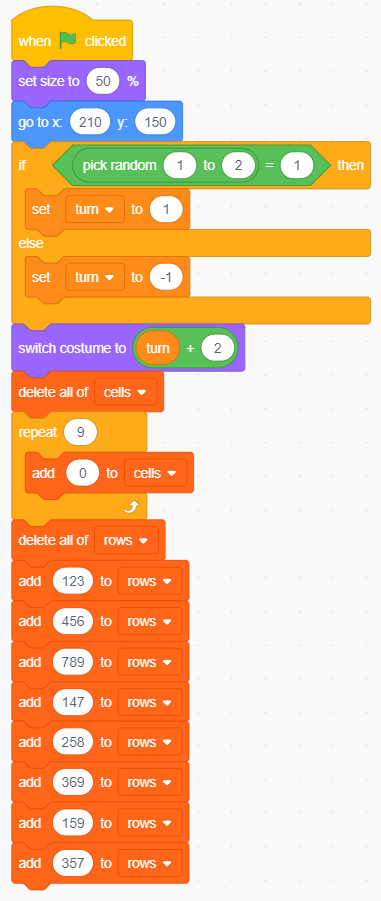 when clicked
set size to 50 %
go to x: 210 y: 150
if pick random 1 to 2 = 1 then
set turn to 1
else
set turn to -1
switch costume to turn + 2
delete all of cells
repeat 9
add 0 to cells
delete all of rows
add 123 to rows
add 456 to rows
add 789 to rows
add 147 to rows
add 258 to rows
add 369 to rows
add 159 to rows
add 357 to rows